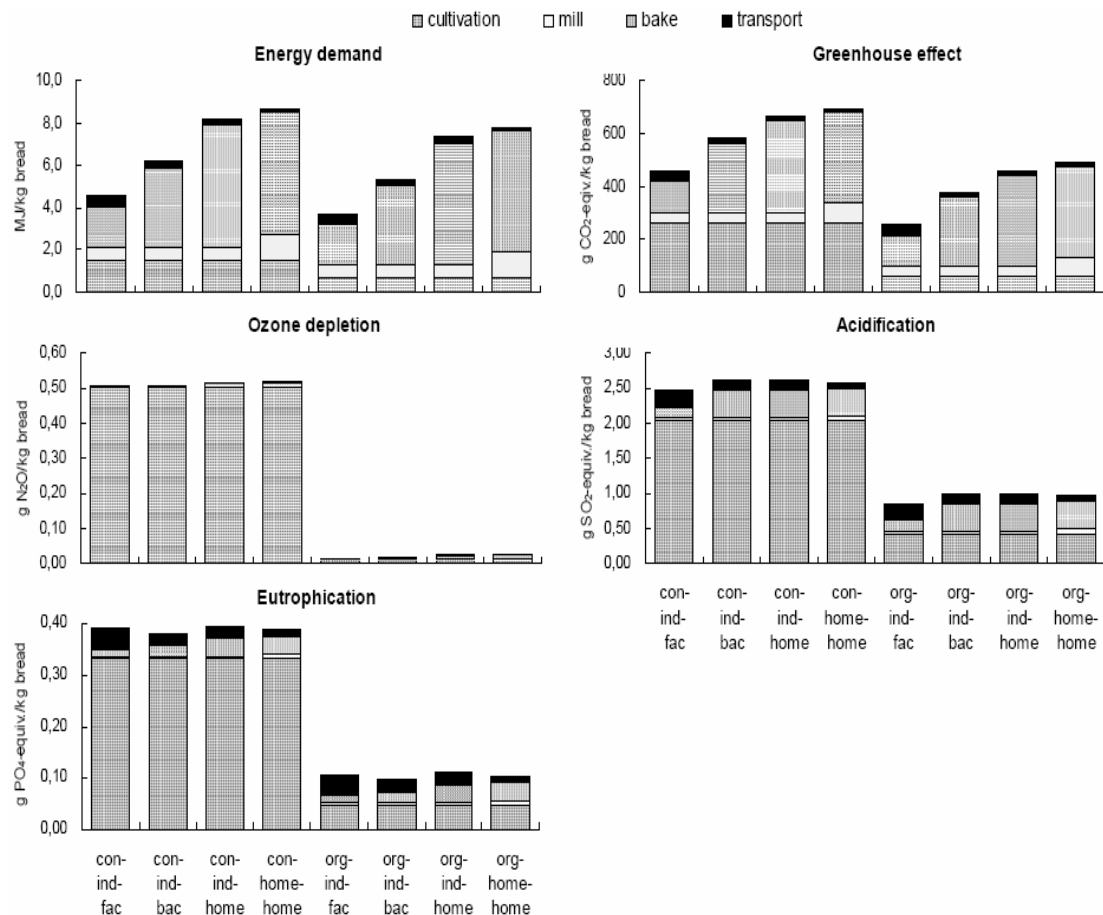 cultivation mill bake transport
Energy demand
MJ/kg bread
10,0
8,0
6,0
4,0
2,0
0,0
Greenhouse effect
g CO₂-eqiv./kg bread
800
600
400
200
0
Ozone depletion
g N₂O/kg bread
0,60
0,50
0,40
0,30
0,20
0,10
0,00
Acidification
g SO₂-equiv./kg bread
3,00
2,50
2,00
1,50
1,00
0,50
0,00
con- con- con- con- org- org- org- org-
ind- ind- ind- home- ind- ind- ind- home-
fac bac home home fac bac home home
Eutrophication
g PO₄-equiv./kg bread
0,40
0,30
0,20
0,10
0,00
con- con- con- con- org- org- org- org-
ind- ind- ind- home- ind- ind- ind- home-
fac bac home home fac bac home home